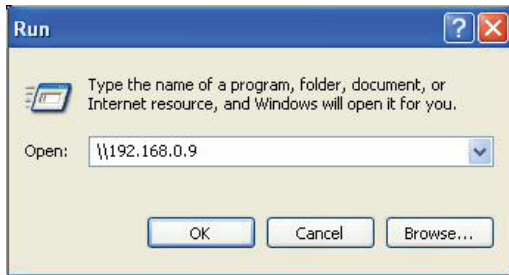 Run
Type the name of a program, folder, document, or
Internet resource, and Windows will open it for you.
Open: \\192.168.0.9
OK Cancel Browse...